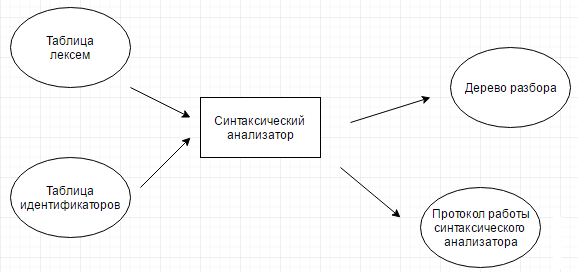 Таблица
лексем
Синтаксический
анализатор
Дерево разбора
Таблица
идентификаторов
Протокол работы
синтаксического
анализатора